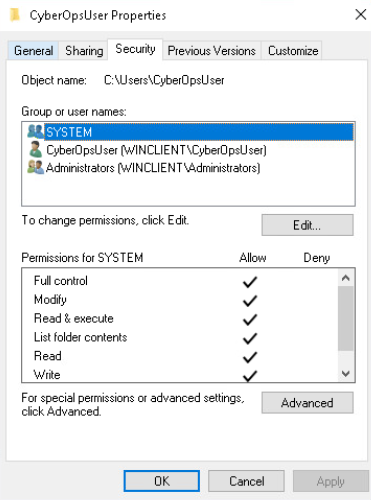 CyberOpsUser Properties
General Sharing Security Previous Versions Customize
Object name: C:\Users\CyberOpsUser
Group or user names:
SYSTEM
CyberOpsUser (WINCLIENT\CyberOpsUser)
Administrators (WINCLIENT\Administrators)
To change permissions, click Edit.
Edit...
Permissions for SYSTEM Allow Deny
Full control
Modify
Read & execute
List folder contents
Read
Write
For special permissions or advanced settings,
click Advanced.
Advanced
OK Cancel Apply